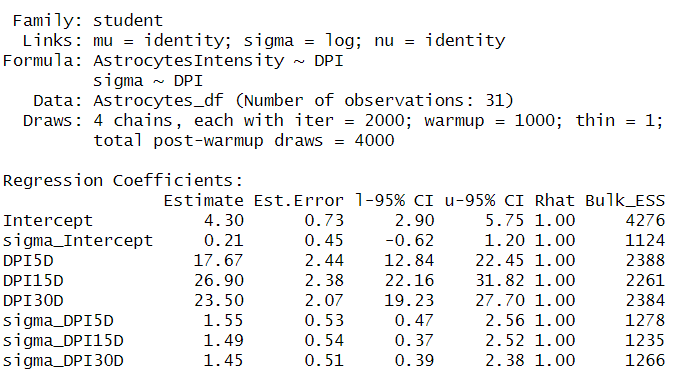 Family: student
Links: mu = identity; sigma = log; nu = identity
Formula: AstrocytesIntensity ~ DPI
sigma ~ DPI
Data: Astrocytes_df (Number of observations: 31)
Draws: 4 chains, each with iter = 2000; warmup = 1000; thin = 1;
total post-warmup draws = 4000

Regression Coefficients:
Estimate Est.Error l-95% CI u-95% CI Rhat Bulk_ESS
Intercept 4.30 0.73 2.90 5.75 1.00 4276
sigma_Intercept 0.21 0.45 -0.62 1.20 1.00 1124
DPI5D 17.67 2.44 12.84 22.45 1.00 2388
DPI15D 26.90 2.38 22.16 31.82 1.00 2261
DPI30D 23.50 2.07 19.23 27.70 1.00 2384
sigma_DPI5D 1.55 0.53 0.47 2.56 1.00 1278
sigma_DPI15D 1.49 0.54 0.37 2.52 1.00 1235
sigma_DPI30D 1.45 0.51 0.39 2.38 1.00 1266